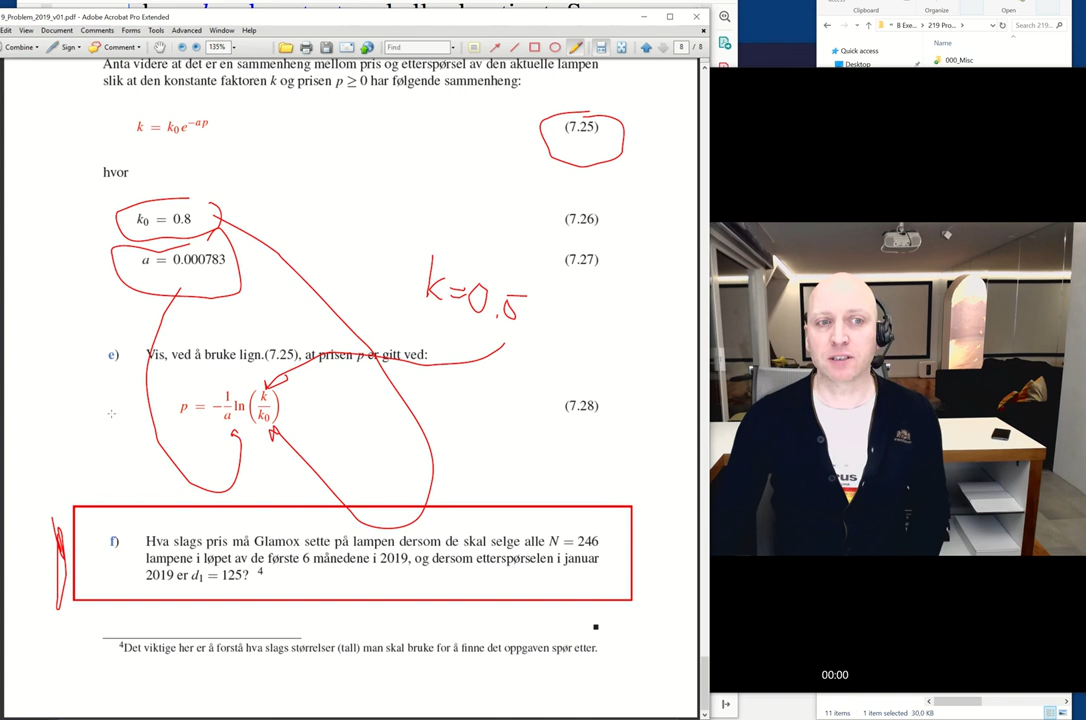 9_Problem_2019_v01.pdf - Adobe Acrobat Pro Extended
Edit View Document Comments Forms Tools Advanced Window Help
Combine Sign Comment 135% Find 8 / 8
Anta videre at det er en sammenheng mellom pris og etterspørsel av den aktuelle lampen
slik at den konstante faktoren k og prisen p ≥ 0 har følgende sammenheng:
k = k₀e^{-ap} (7.25)
hvor
k₀ = 0.8 (7.26)
a = 0.000783 (7.27)
k=0.5
e) Vis, ved å bruke lign.(7.25), at prisen p er gitt ved:
p = -1/a ln(k/k₀) (7.28)
f) Hva slags pris må Glamox sette på lampen dersom de skal selge alle N = 246
lampene i løpet av de første 6 månedene i 2019, og dersom etterspørselen i januar
2019 er d₁ = 125? ⁴
⁴Det viktige her er å forstå hva slags størrelser (tall) man skal bruke for å finne det oppgaven spør etter.
Clipboard Organize Open
B Exe... 219 Pro... Search 219...
Name
Quick access
Desktop
000_Misc
00:00
11 items 1 item selected 30,0 KB